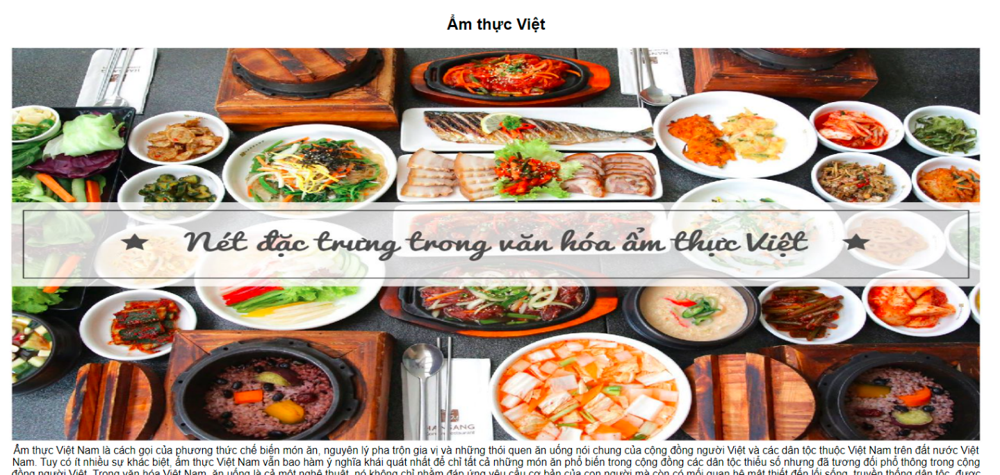 Ẩm thực Việt
Nét đặc trưng trong văn hóa ẩm thực Việt
HANSANG
Ẩm thực Việt Nam là cách gọi của phương thức chế biến món ăn, nguyên lý pha trộn gia vị và những thói quen ăn uống nói chung của cộng đồng người Việt và các dân tộc thuộc Việt Nam trên đất nước Việt
Nam. Tuy có ít nhiều sự khác biệt, ẩm thực Việt Nam vẫn bao hàm ý nghĩa khái quát nhất để chỉ tất cả những món ăn phổ biến trong cộng đồng các dân tộc thiểu số nhưng đã tương đối phổ thông trong cộng
đồng người Việt. Trong văn hóa Việt Nam, ăn uống là cả một nghệ thuật, nó không chỉ nhằm đáp ứng yêu cầu cơ bản của con người mà còn có mối quan hệ mật thiết đến lối sống, truyền thống dân tộc, được